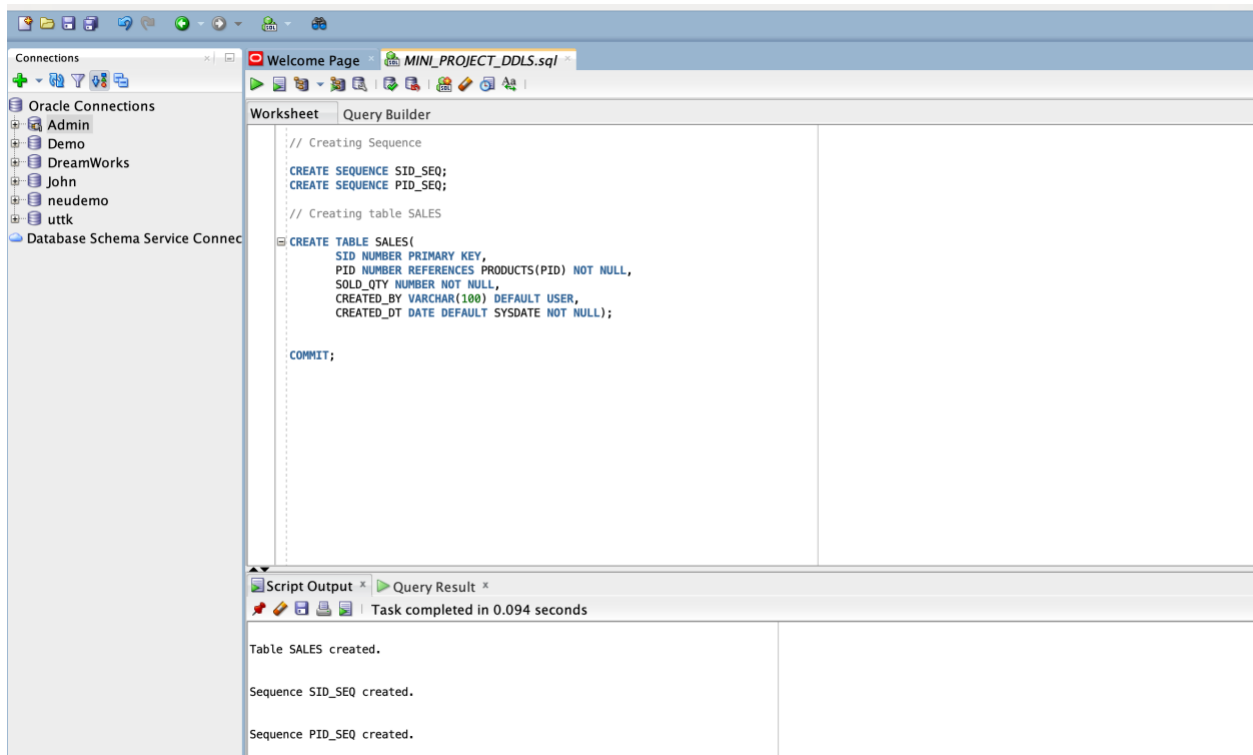 Connections
Oracle Connections
Admin
Demo
DreamWorks
John
neudemo
uttk
Database Schema Service Connec
Welcome Page
MINI_PROJECT_DDLS.sql
Worksheet Query Builder
// Creating Sequence
CREATE SEQUENCE SID_SEQ;
CREATE SEQUENCE PID_SEQ;
// Creating table SALES
CREATE TABLE SALES(
SID NUMBER PRIMARY KEY,
PID NUMBER REFERENCES PRODUCTS(PID) NOT NULL,
SOLD_QTY NUMBER NOT NULL,
CREATED_BY VARCHAR(100) DEFAULT USER,
CREATED_DT DATE DEFAULT SYSDATE NOT NULL);
COMMIT;
Script Output Query Result
Task completed in 0.094 seconds
Table SALES created.
Sequence SID_SEQ created.
Sequence PID_SEQ created.